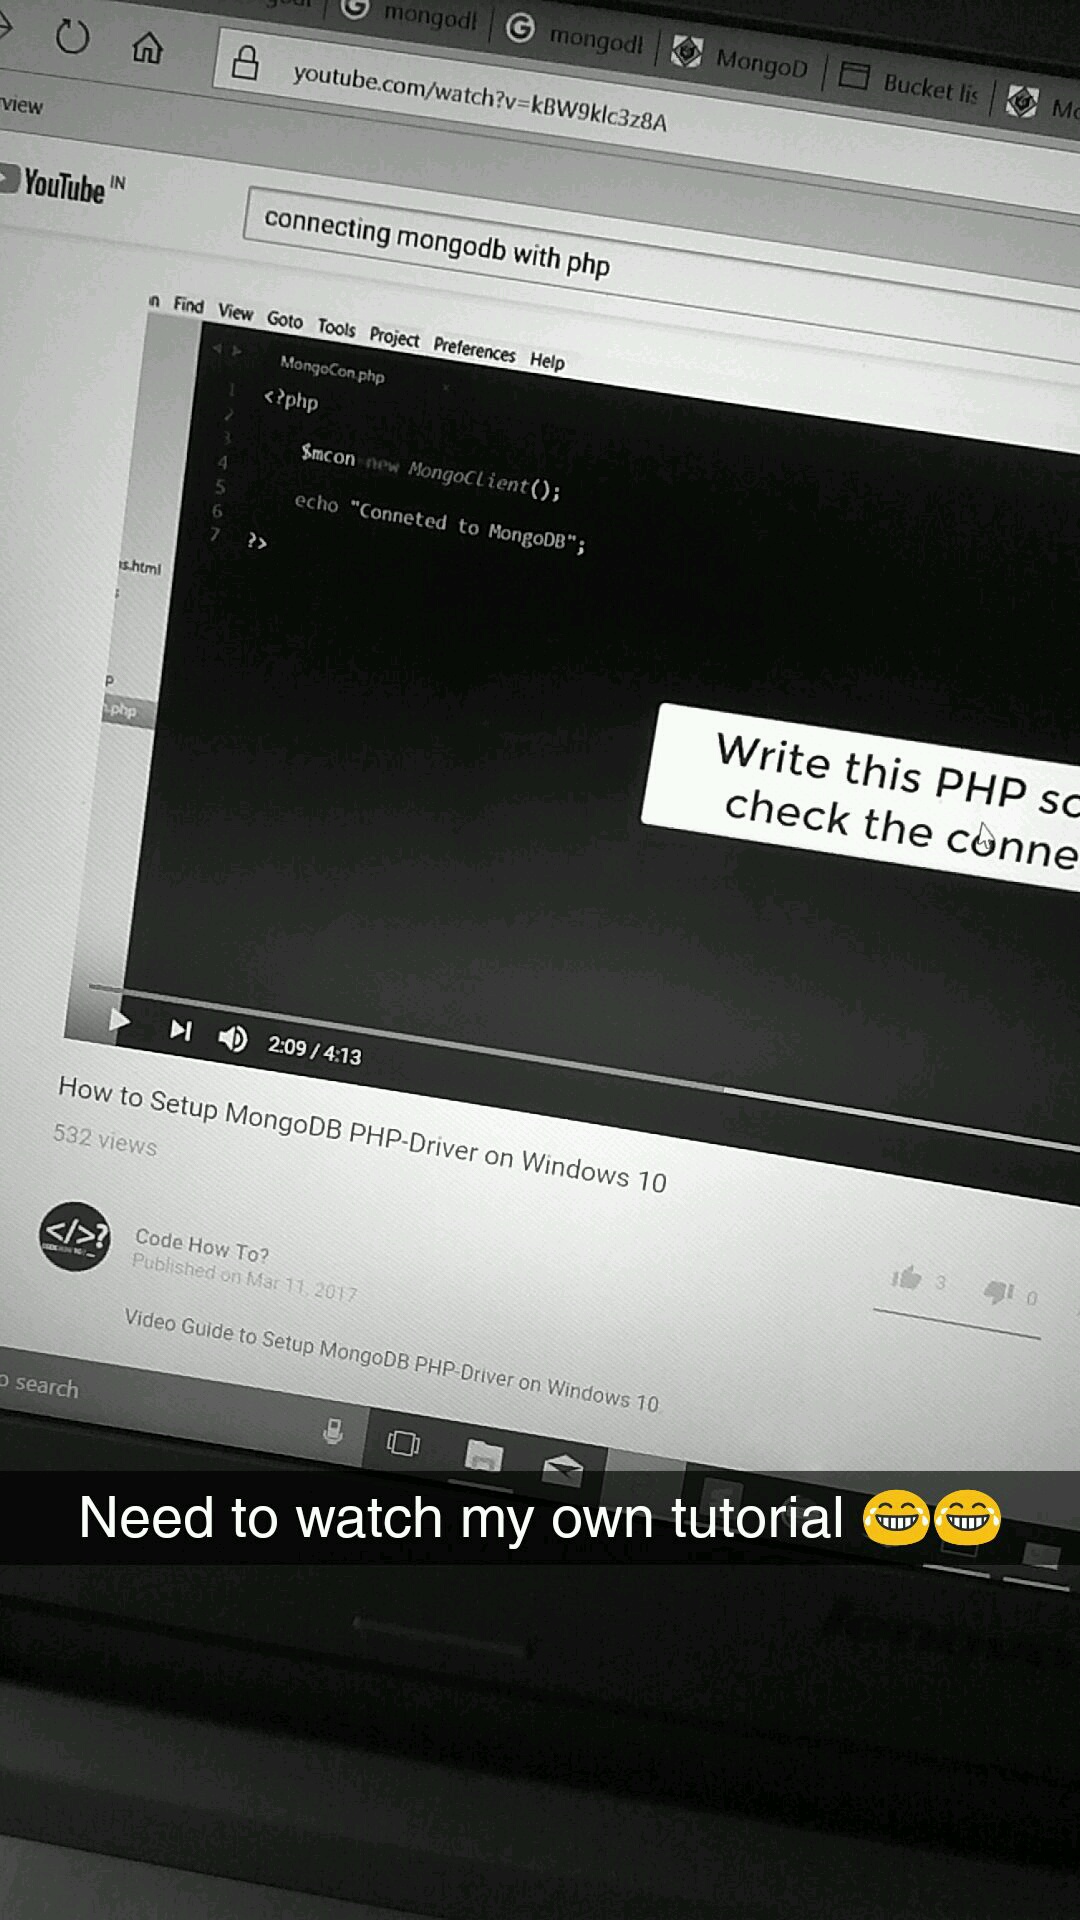 mongodl
mongodl
MongoD
Bucket lis
youtube.com/watch?v=kBW9klc3z8A
view
YouTube IN
connecting mongodb with php
n Find View Goto Tools Project Preferences Help
MongoCon.php
1 <?php
2
3 $mcon new MongoClient();
4
5 echo "Conneted to MongoDB";
6
7 ?>
s.html
P
.php
Write this PHP sc
check the conne
2:09 / 4:13
How to Setup MongoDB PHP-Driver on Windows 10
532 views
</>?
Code How To?
Published on Mar 11, 2017
3
0
Video Guide to Setup MongoDB PHP-Driver on Windows 10
o search
Need to watch my own tutorial 😂😂